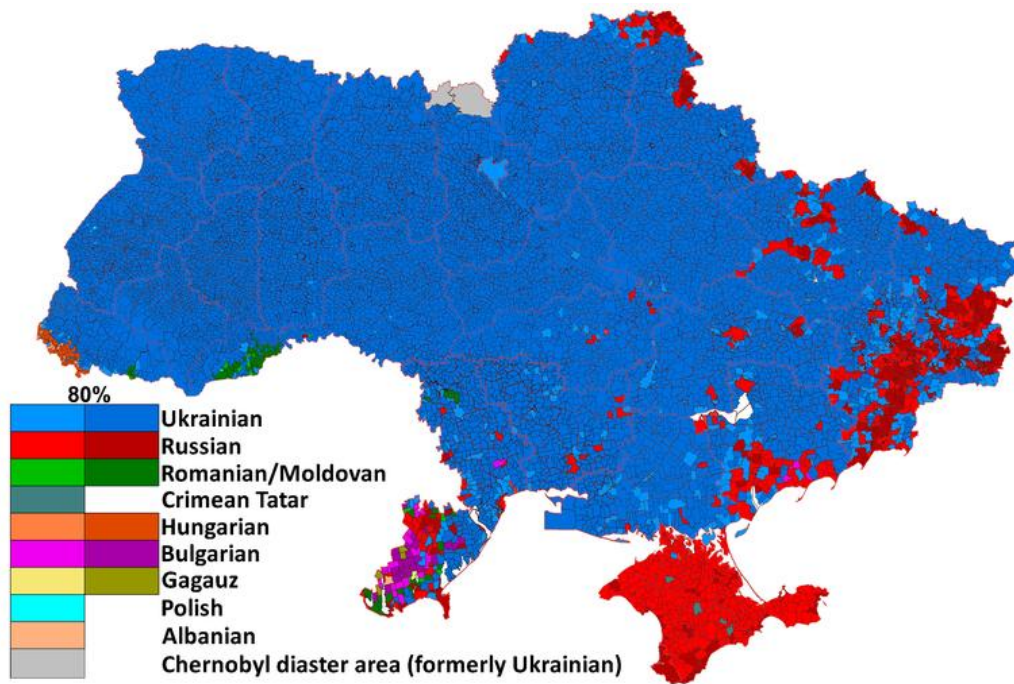 80%
Ukrainian
Russian
Romanian/Moldovan
Crimean Tatar
Hungarian
Bulgarian
Gagauz
Polish
Albanian
Chernobyl diaster area (formerly Ukrainian)